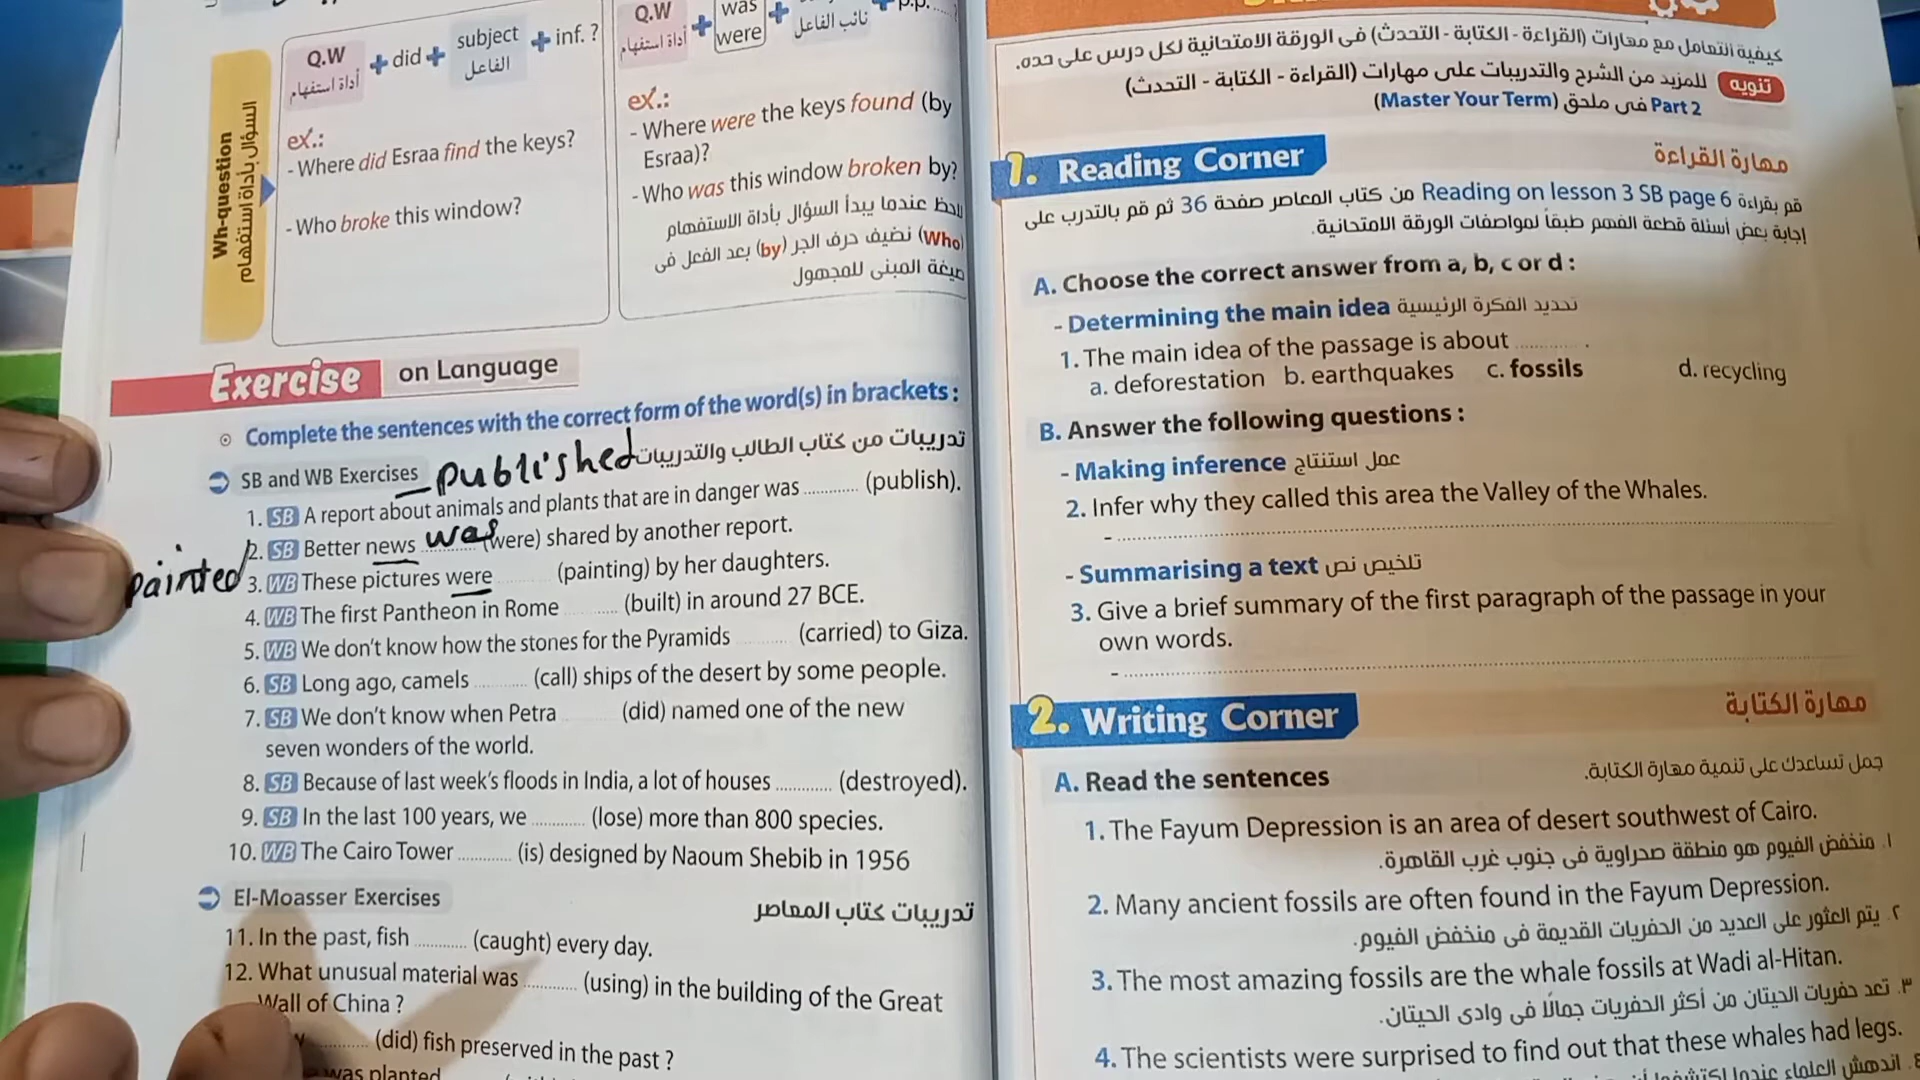 Q.W + did + subject + inf. ?
أداة استفهام الفاعل
Q.W + was + + p.p. ?
were
أداة استفهام نائب الفاعل
Wh-question
السؤال بأداة استفهام
ex.:
- Where did Esraa find the keys?
- Who broke this window?
ex.:
- Where were the keys found (by
Esraa)?
- Who was this window broken by?
عندما يبدأ السؤال بأداة الاستفهام
(Who) نضيف حرف الجر (by) بعد الفعل فى
صيغة المبنى للمجهول
Exercise on Language
Complete the sentences with the correct form of the word(s) in brackets :
SB and WB Exercises published تدريبات من كتاب الطالب والتدريبات
1. SB A report about animals and plants that are in danger was ............ (publish).
2. SB Better news was (were) shared by another report.
painted 3. WB These pictures were ............ (painting) by her daughters.
4. WB The first Pantheon in Rome ............ (built) in around 27 BCE.
5. WB We don't know how the stones for the Pyramids ............ (carried) to Giza.
6. SB Long ago, camels ............ (call) ships of the desert by some people.
7. SB We don't know when Petra ............ (did) named one of the new
seven wonders of the world.
8. SB Because of last week's floods in India, a lot of houses ............ (destroyed).
9. SB In the last 100 years, we ............ (lose) more than 800 species.
10. WB The Cairo Tower ............ (is) designed by Naoum Shebib in 1956
El-Moasser Exercises تدريبات كتاب المعاصر
11. In the past, fish ............ (caught) every day.
12. What unusual material was ............ (using) in the building of the Great
Wall of China ?
............ (did) fish preserved in the past ?
was planted
كيفية التعامل مع مهارات (القراءة - الكتابة - التحدث) فى الورقة الامتحانية لكل درس على حده.
تنويه للمزيد من الشرح والتدريبات على مهارات (القراءة - الكتابة - التحدث)
Part 2 فى ملحق (Master Your Term)
1. Reading Corner مهارة القراءة
قم بقراءة Reading on lesson 3 SB page 6 من كتاب المعاصر صفحة 36 ثم قم بالتدرب على
إجابة بعض أسئلة قطعة الفهم طبقاً لمواصفات الورقة الامتحانية.
A. Choose the correct answer from a, b, c or d :
- Determining the main idea تحديد الفكرة الرئيسية
1. The main idea of the passage is about ............ .
a. deforestation b. earthquakes c. fossils d. recycling
B. Answer the following questions :
- Making inference عمل استنتاج
2. Infer why they called this area the Valley of the Whales.
- ............
- Summarising a text تلخيص نص
3. Give a brief summary of the first paragraph of the passage in your
own words.
- ............
2. Writing Corner مهارة الكتابة
A. Read the sentences جمل تساعدك على تنمية مهارة الكتابة.
1. The Fayum Depression is an area of desert southwest of Cairo.
١. منخفض الفيوم هو منطقة صحراوية فى جنوب غرب القاهرة.
2. Many ancient fossils are often found in the Fayum Depression.
٢. يتم العثور على العديد من الحفريات القديمة فى منخفض الفيوم.
3. The most amazing fossils are the whale fossils at Wadi al-Hitan.
٣. تعد حفريات الحيتان من أكثر الحفريات جمالًا فى وادى الحيتان.
4. The scientists were surprised to find out that these whales had legs.
٤. اندهش العلماء عندما اكتشفوا أن